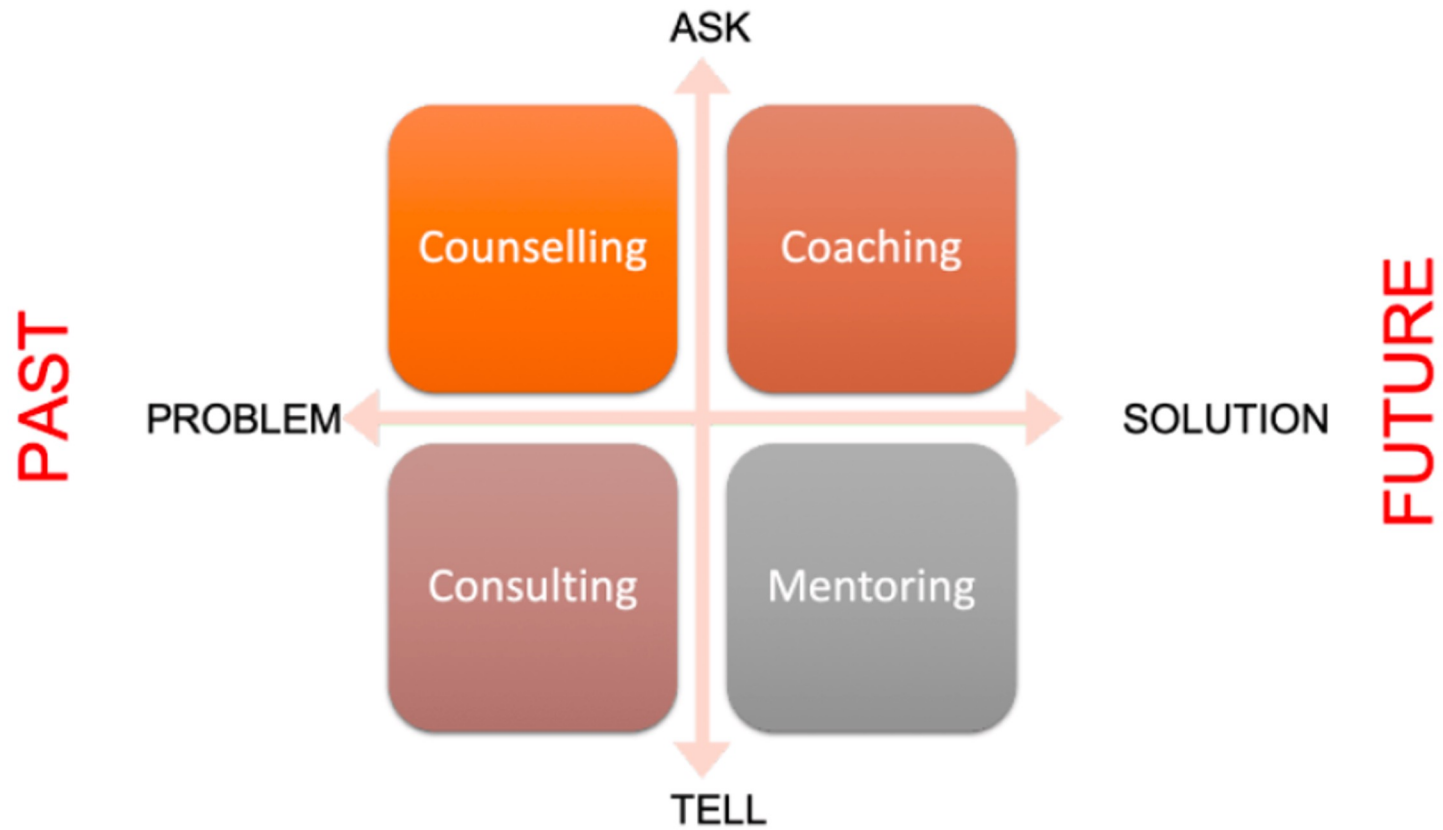 ASK
Counselling
Coaching
PAST
PROBLEM
SOLUTION
FUTURE
Consulting
Mentoring
TELL